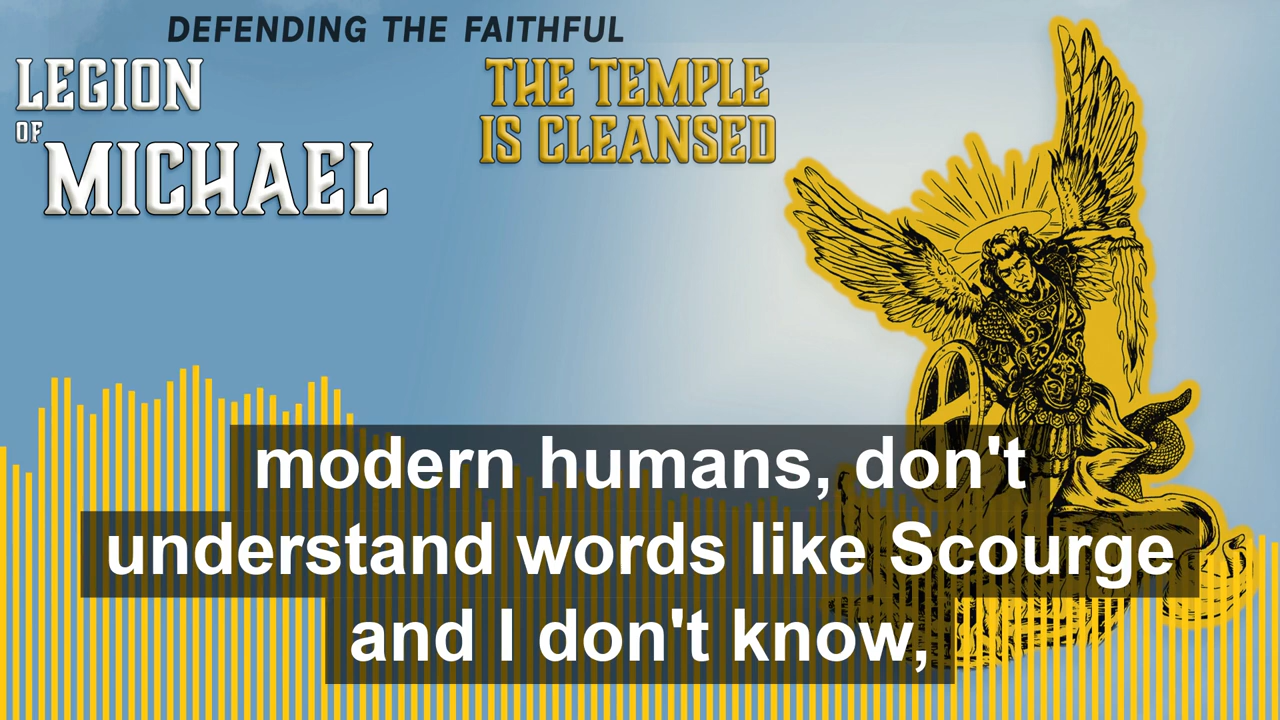 DEFENDING THE FAITHFUL
LEGION
OF
MICHAEL
THE TEMPLE
IS CLEANSED
modern humans, don't
understand words like Scourge
and I don't know,